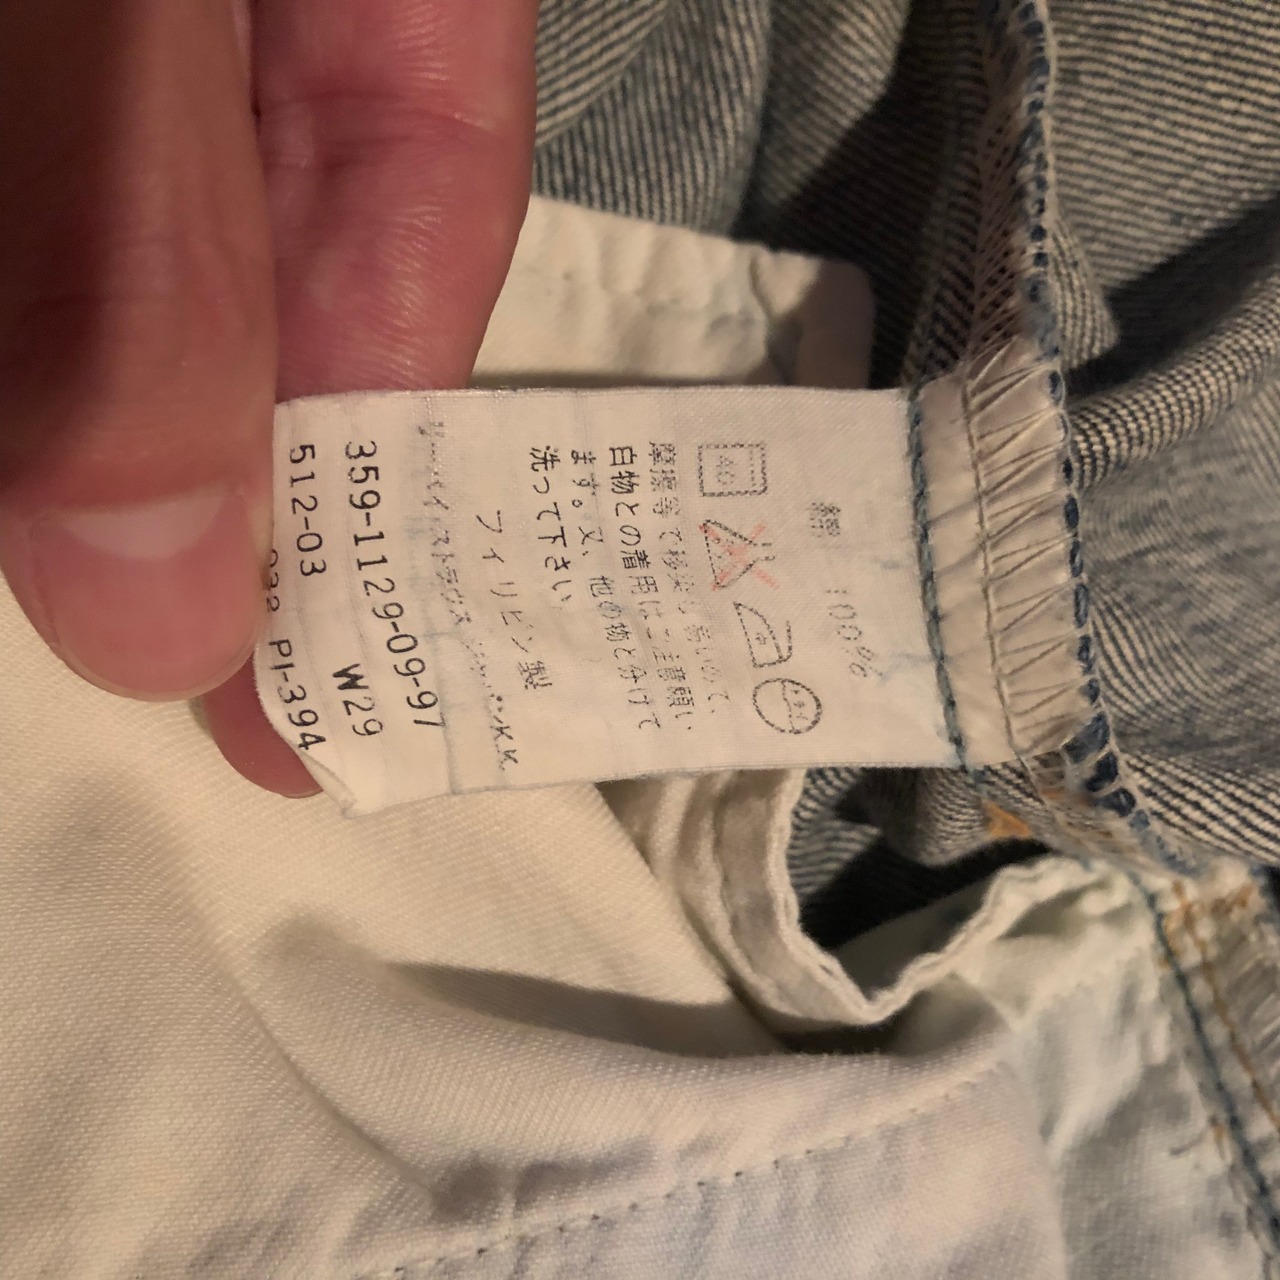 綿 100%
40
摩擦等で移染し易いので、
白物との着用はご注意願い
ます。又、他の物と分けて
洗って下さい
フィリピン製
359-1129-09-97
W29
512-03
PI-394